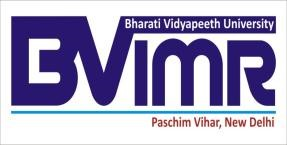 Bharati Vidyapeeth University
BVIMR
Paschim Vihar, New Delhi